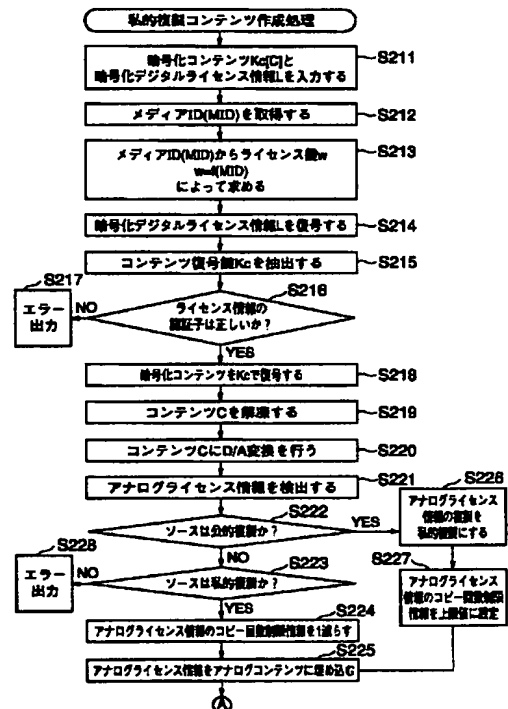 私的複製コンテンツ作成処理
暗号化コンテンツKc[C]と
暗号化デジタルライセンス情報Lを入力する
S211
メディアID(MID)を取得する
S212
メディアID(MID)からライセンス鍵w
w=f(MID)
によって求める
S213
暗号化デジタルライセンス情報Lを復号する
S214
コンテンツ復号鍵Kcを抽出する
S215
S216
ライセンス情報の
認証子は正しいか?
NO
S217
エラー
出力
YES
暗号化コンテンツをKcで復号する
S218
コンテンツCを解凍する
S219
コンテンツCにD/A変換を行う
S220
アナログライセンス情報を検出する
S221
S222
ソースは公的複製か?
YES
S226
アナログライセンス
情報の複製を
私的複製にする
S227
アナログライセンス
情報のコピー回数制限
情報を上限値に設定
NO
S223
ソースは私的複製か?
NO
S228
エラー
出力
YES
S224
アナログライセンス情報のコピー回数制限情報を1減らす
S225
アナログライセンス情報をアナログコンテンツに埋め込む
A